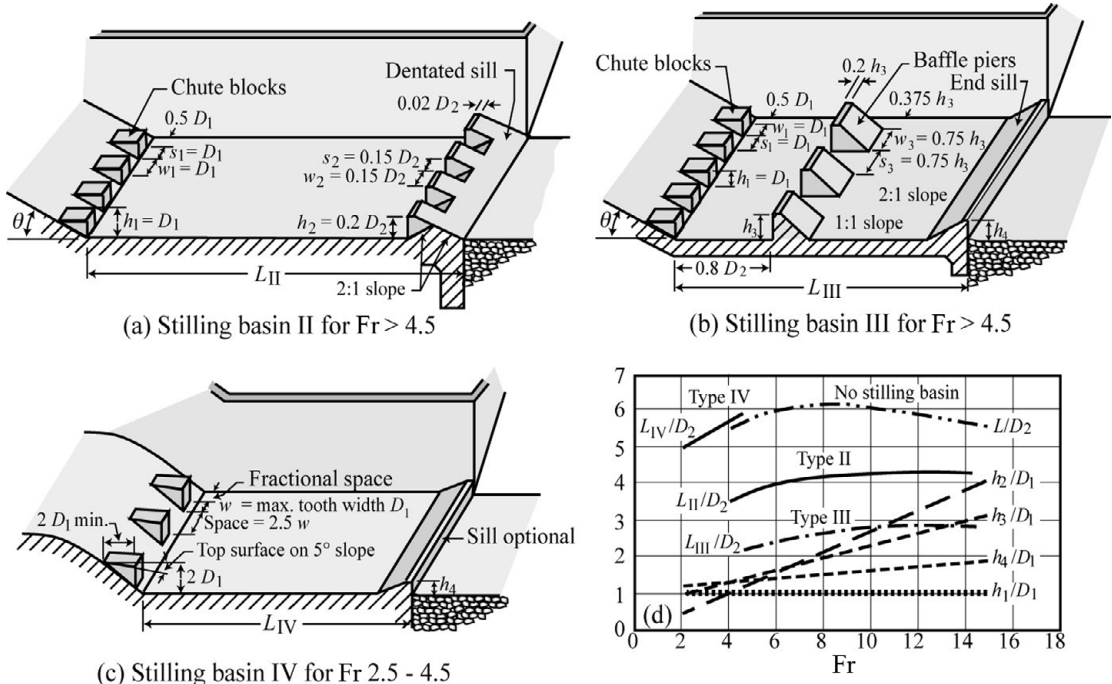 Chute blocks
Dentated sill
0.02 D₂
0.5 D₁
s₁ = D₁
w₁ = D₁
s₂ = 0.15 D₂
w₂ = 0.15 D₂
h₁ = D₁
h₂ = 0.2 D₂
θ
L_II
2:1 slope
(a) Stilling basin II for Fr > 4.5
0.2 h₃
Chute blocks
Baffle piers
End sill
0.5 D₁
0.375 h₃
w₁ = D₁
s₁ = D₁
w₃ = 0.75 h₃
s₃ = 0.75 h₃
h₁ = D₁
2:1 slope
θ
h₃
1:1 slope
h₄
0.8 D₂
L_III
(b) Stilling basin III for Fr > 4.5
Fractional space
w = max. tooth width D₁
Space = 2.5 w
2 D₁ min.
Top surface on 5° slope
Sill optional
2 D₁
h₄
L_IV
(c) Stilling basin IV for Fr 2.5 - 4.5
7
6
5
4
3
2
1
0
Type IV
No stilling basin
L_IV/D₂
L/D₂
Type II
L_II/D₂
h₂/D₁
Type III
h₃/D₁
L_III/D₂
h₄/D₁
h₁/D₁
(d)
0 2 4 6 8 10 12 14 16 18
Fr